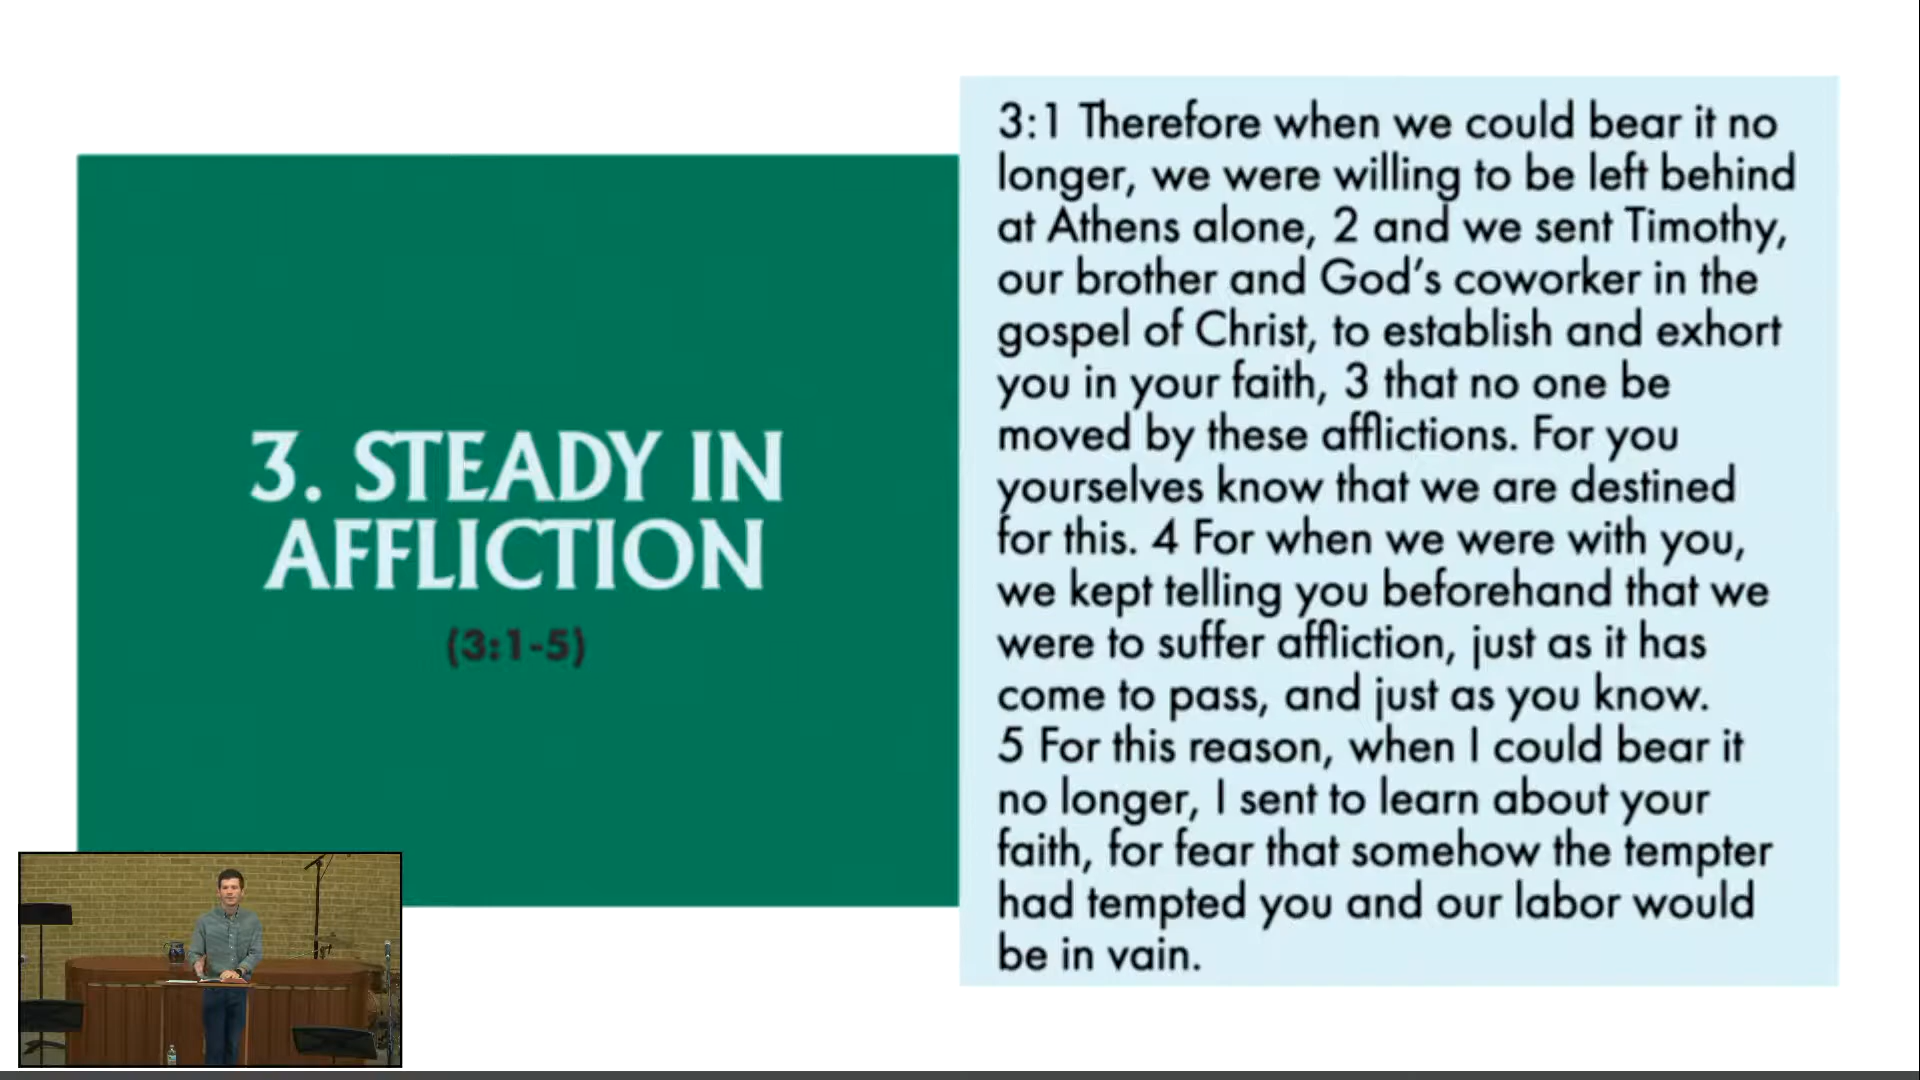 3. STEADY IN
AFFLICTION
(3:1-5)
3:1 Therefore when we could bear it no
longer, we were willing to be left behind
at Athens alone, 2 and we sent Timothy,
our brother and God’s coworker in the
gospel of Christ, to establish and exhort
you in your faith, 3 that no one be
moved by these afflictions. For you
yourselves know that we are destined
for this. 4 For when we were with you,
we kept telling you beforehand that we
were to suffer affliction, just as it has
come to pass, and just as you know.
5 For this reason, when I could bear it
no longer, I sent to learn about your
faith, for fear that somehow the tempter
had tempted you and our labor would
be in vain.